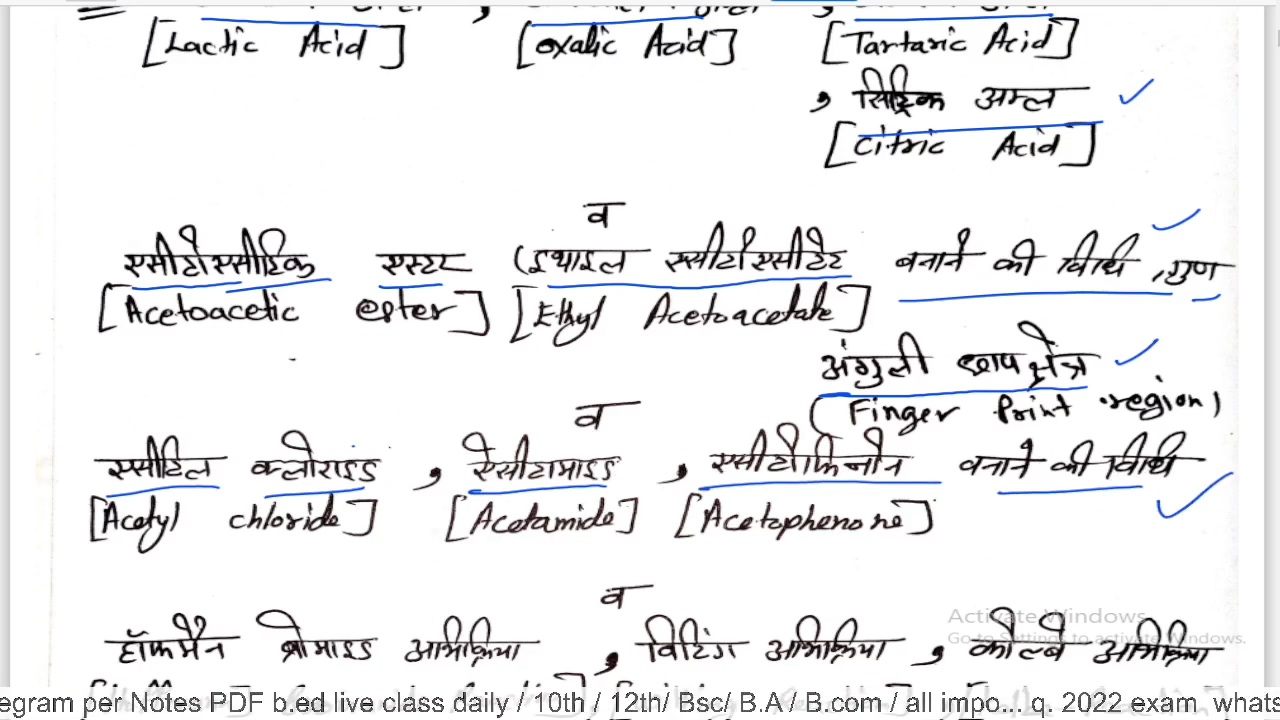 [Lactic Acid] [oxalic Acid] [Tartaric Acid]
, सिट्रिक अम्ल
[Citric Acid]
व
एसीटोएसीटिक एस्टर (इथाइल एसीटोएसीटेट बनाने की विधि, गुण
[Acetoacetic ester] [Ethyl Acetoacetate]
अंगुली छाप क्षेत्र
(Finger Print region)
व
एसीटिल क्लोराइड, ऐसीटामाइड, एसीटोफिनोन बनाने की विधि
[Acetyl chloride] [Acetamide] [Acetophenone]
व
हॉफमैन ब्रोमाइड अभिक्रिया, विटिंग अभिक्रिया, कोल्बे अभिक्रिया
Activate Windows
Go to Settings to activate Windows.
egram per Notes PDF b.ed live class daily / 10th / 12th/ Bsc/ B.A / B.com / all impo... q. 2022 exam whats